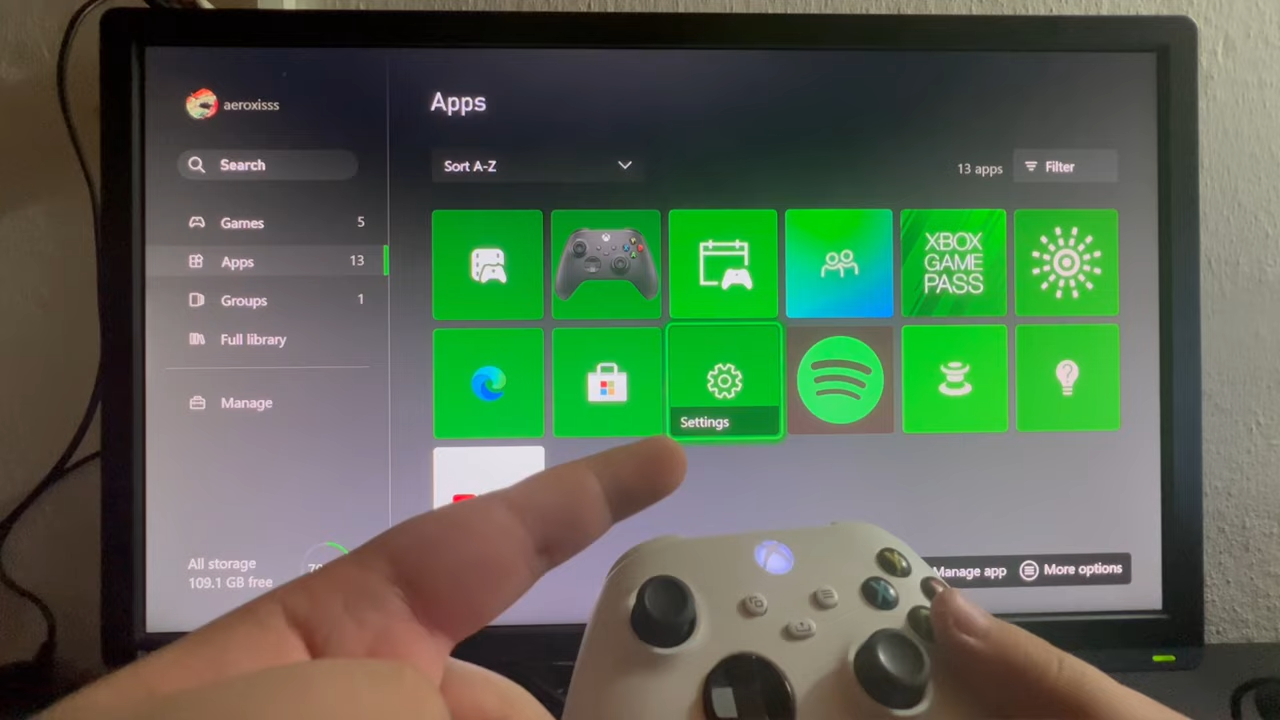 aeroxisss
Search
Games 5
Apps 13
Groups 1
Full library
Manage
All storage
109.1 GB free
Apps
Sort A-Z
13 apps
Filter
XBOX
GAME
PASS
Settings
Manage app
More options